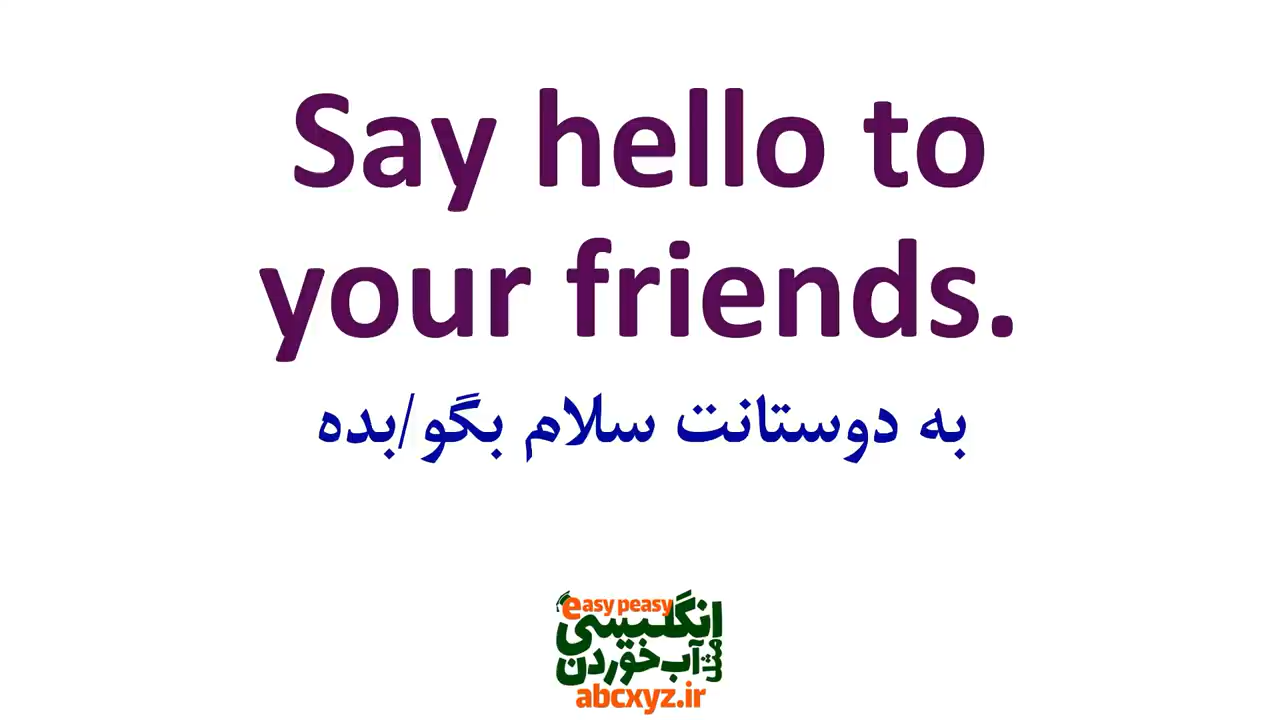 Say hello to
your friends.
به دوستانت سلام بگو/بده
easy peasy
انگلیسی
مثل آب خوردن
abcxyz.ir